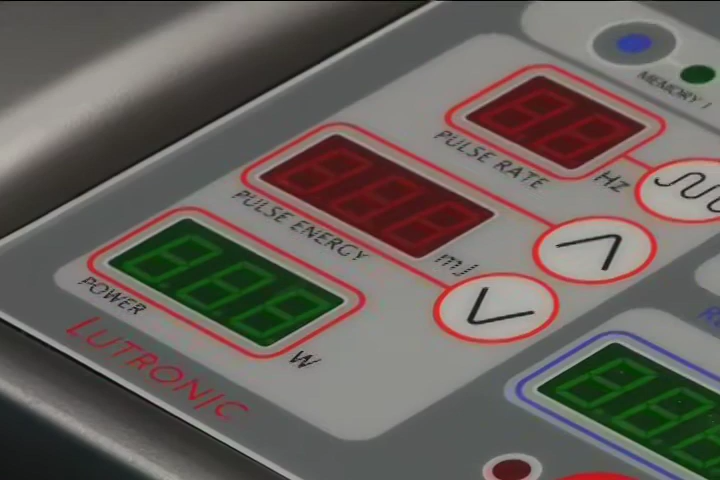 MEMORY 1
PULSE RATE
Hz
PULSE ENERGY
mJ
POWER
W
LUTRONIC